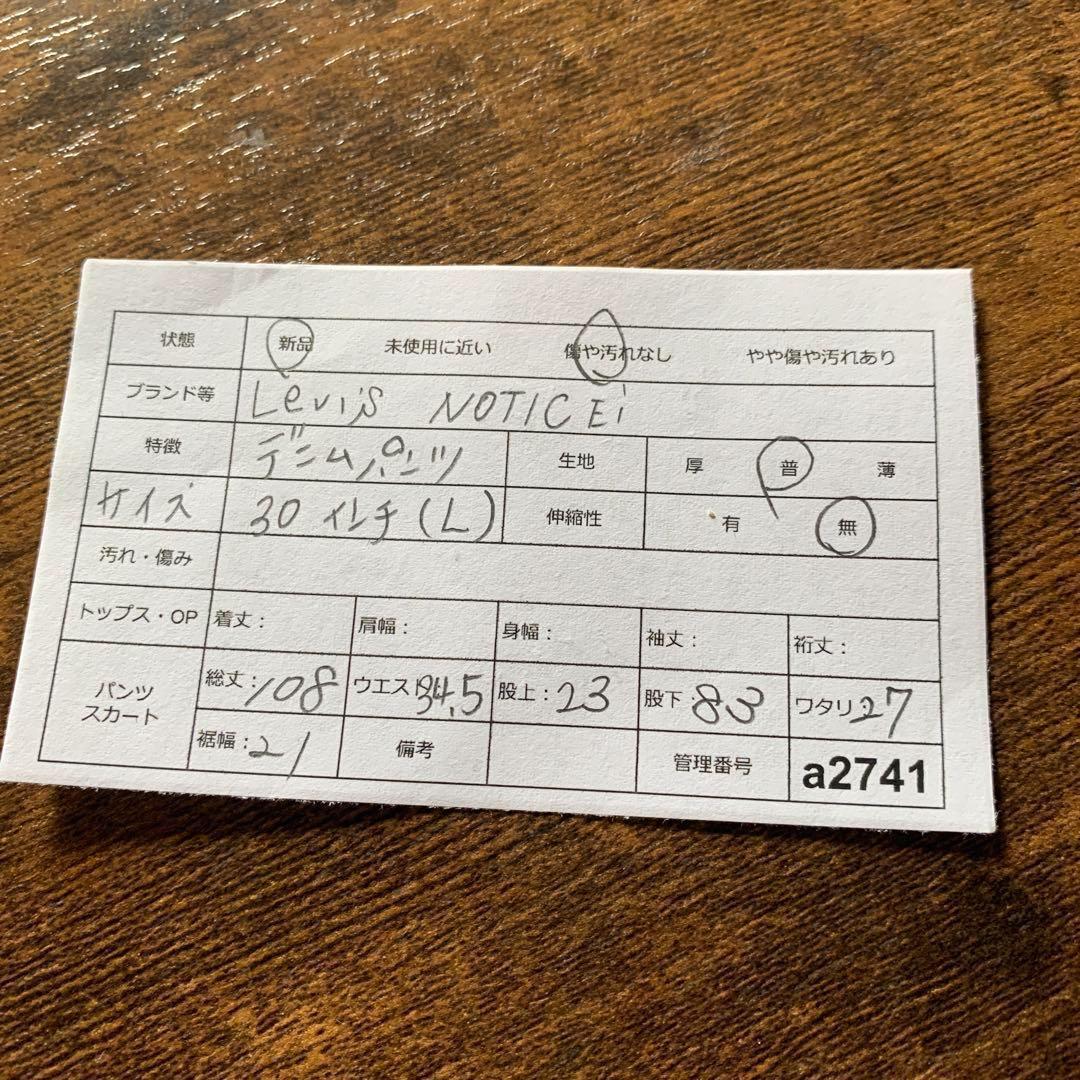 状態 新品 未使用に近い 傷や汚れなし やや傷や汚れあり
ブランド等 Levi's NOTICEi
特徴 デニムパンツ 生地 厚 普 薄
サイズ 30インチ(L) 伸縮性 有 無
汚れ・傷み
トップス・OP 着丈: 肩幅: 身幅: 袖丈: 裄丈:
パンツ スカート 総丈:108 ウエスト34.5 股上:23 股下83 ワタリ:27
裾幅:21 備考 管理番号 a2741